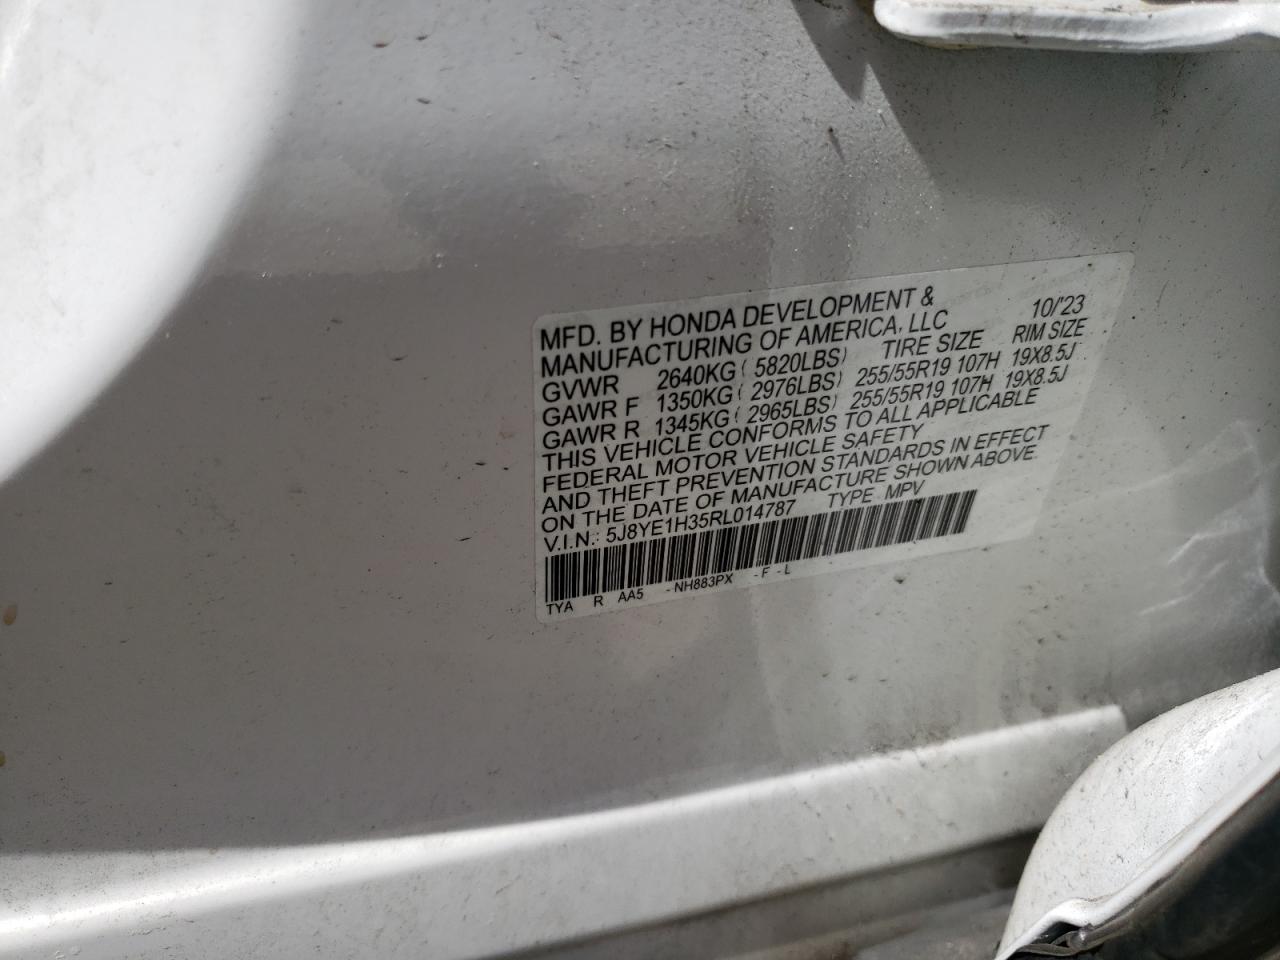 MFD. BY HONDA DEVELOPMENT & 10/'23
MANUFACTURING OF AMERICA, LLC
TIRE SIZE RIM SIZE
GVWR 2640KG ( 5820LBS)
GAWR F 1350KG ( 2976LBS) 255/55R19 107H 19X8.5J
GAWR R 1345KG ( 2965LBS) 255/55R19 107H 19X8.5J
THIS VEHICLE CONFORMS TO ALL APPLICABLE
FEDERAL MOTOR VEHICLE SAFETY
AND THEFT PREVENTION STANDARDS IN EFFECT
ON THE DATE OF MANUFACTURE SHOWN ABOVE.
V.I.N.: 5J8YE1H35RL014787 TYPE MPV
TYA R AA5 -NH883PX -F -L